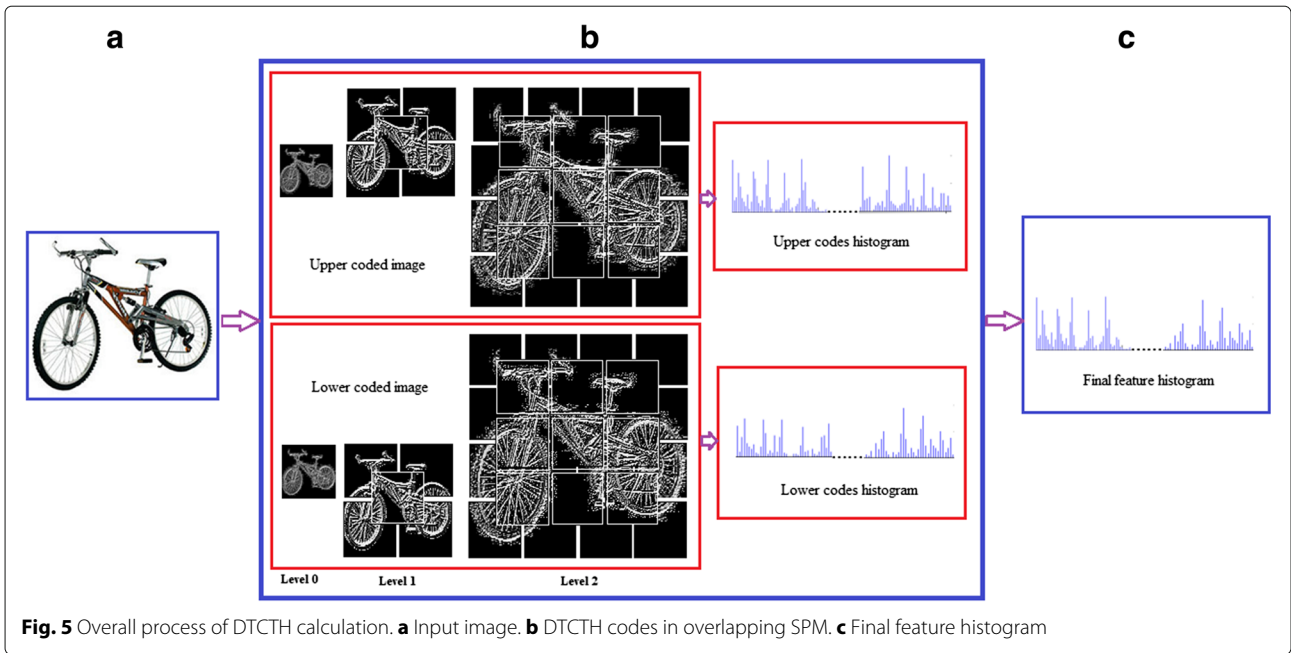 a
b
c
Upper coded image
Upper codes histogram
Lower coded image
Lower codes histogram
Final feature histogram
Level 0
Level 1
Level 2
Fig. 5 Overall process of DTCTH calculation. a Input image. b DTCTH codes in overlapping SPM. c Final feature histogram